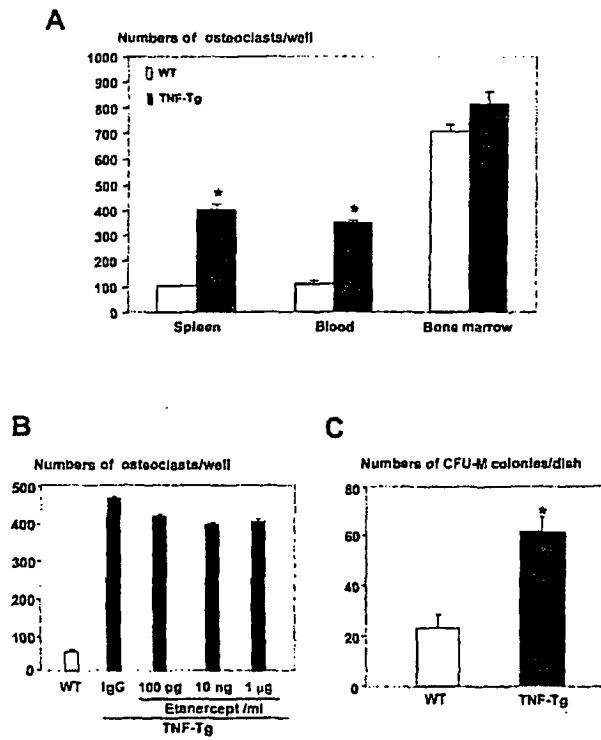 A
Numbers of osteoclasts/well
1000
900
800
700
600
500
400
300
200
100
0
WT
TNF-Tg
*
*
Spleen Blood Bone marrow
B
Numbers of osteoclasts/well
500
400
300
100
0
WT IgG 100 pg 10 ng 1 µg
Etanercept /ml
TNF-Tg
C
Numbers of CFU-M colonies/dish
80
60
40
20
0
*
WT TNF-Tg